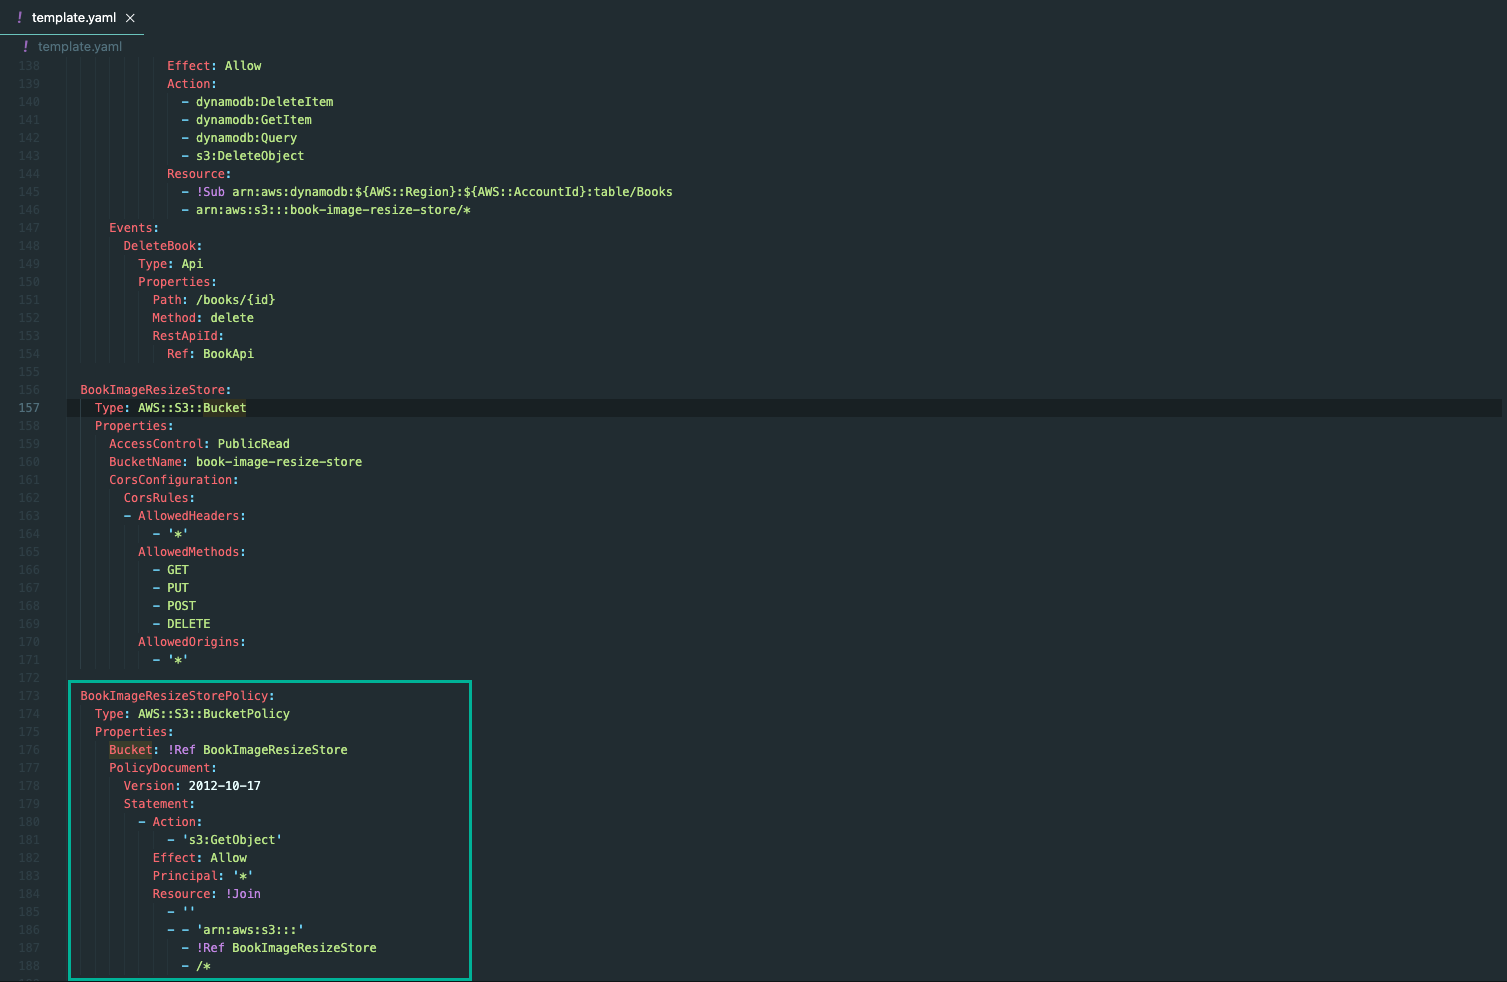 ! template.yaml ×
! template.yaml
138 Effect: Allow
139 Action:
140 - dynamodb:DeleteItem
141 - dynamodb:GetItem
142 - dynamodb:Query
143 - s3:DeleteObject
144 Resource:
145 - !Sub arn:aws:dynamodb:${AWS::Region}:${AWS::AccountId}:table/Books
146 - arn:aws:s3:::book-image-resize-store/*
147 Events:
148 DeleteBook:
149 Type: Api
150 Properties:
151 Path: /books/{id}
152 Method: delete
153 RestApiId:
154 Ref: BookApi
155
156 BookImageResizeStore:
157 Type: AWS::S3::Bucket
158 Properties:
159 AccessControl: PublicRead
160 BucketName: book-image-resize-store
161 CorsConfiguration:
162 CorsRules:
163 - AllowedHeaders:
164 - '*'
165 AllowedMethods:
166 - GET
167 - PUT
168 - POST
169 - DELETE
170 AllowedOrigins:
171 - '*'
172
173 BookImageResizeStorePolicy:
174 Type: AWS::S3::BucketPolicy
175 Properties:
176 Bucket: !Ref BookImageResizeStore
177 PolicyDocument:
178 Version: 2012-10-17
179 Statement:
180 - Action:
181 - 's3:GetObject'
182 Effect: Allow
183 Principal: '*'
184 Resource: !Join
185 - ''
186 - - 'arn:aws:s3:::'
187 - !Ref BookImageResizeStore
188 - /*